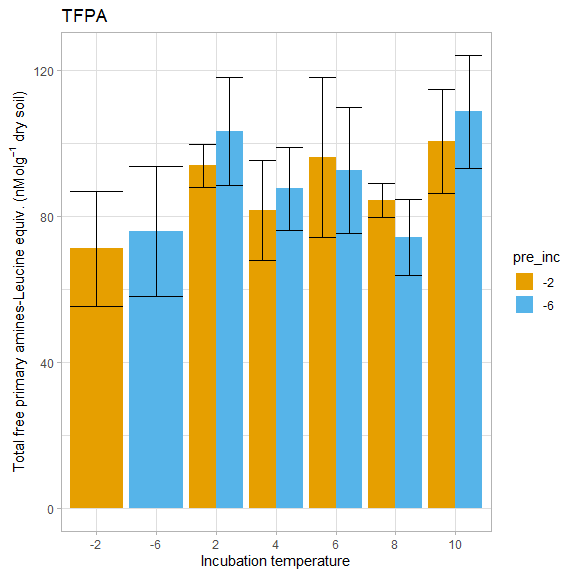 TFPA
Total free primary amines-Leucine equiv. (nMolg⁻¹ dry soil)
120
80
40
0
-2 -6 2 4 6 8 10
Incubation temperature
pre_inc
-2
-6